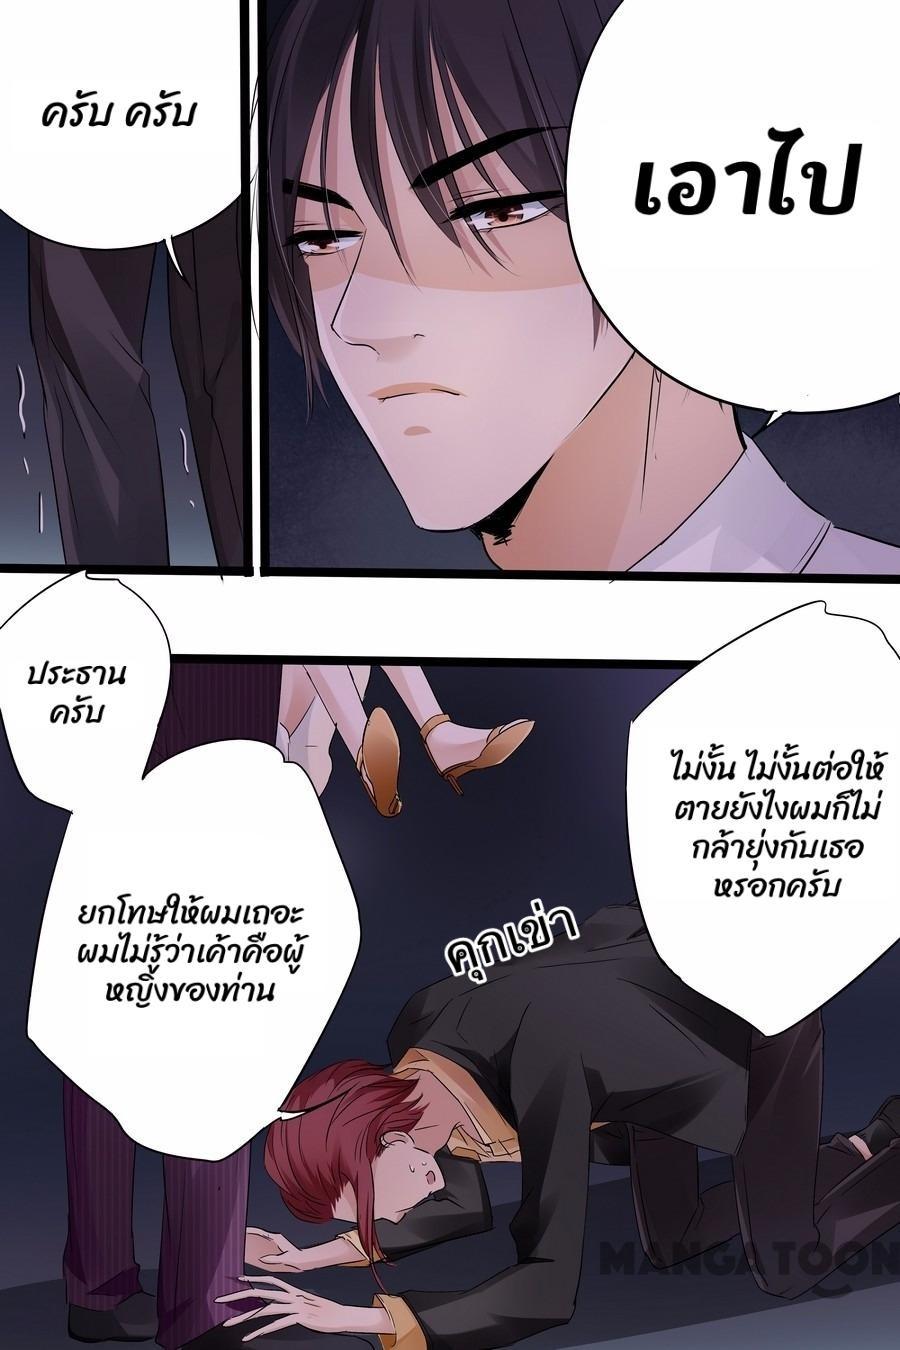 ครับ ครับ
เอาไป
ประธาน
ครับ
ไม่งั้น ไม่งั้นต่อให้
ตายยังไงผมก็ไม่
กล้ายุ่งกับเธอ
หรอกครับ
ยกโทษให้ผมเถอะ
ผมไม่รู้ว่าเค้าคือผู้
หญิงของท่าน
คุกเข่า
MANGATOON